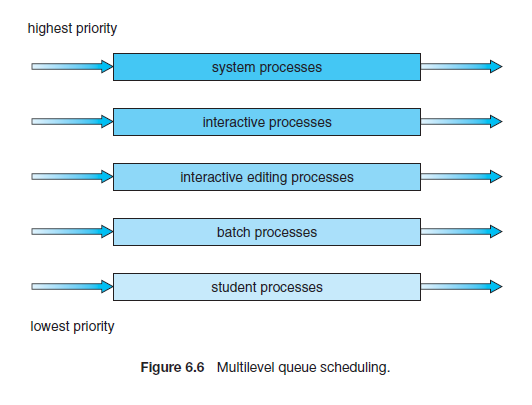 highest priority
system processes
interactive processes
interactive editing processes
batch processes
student processes
lowest priority
Figure 6.6 Multilevel queue scheduling.